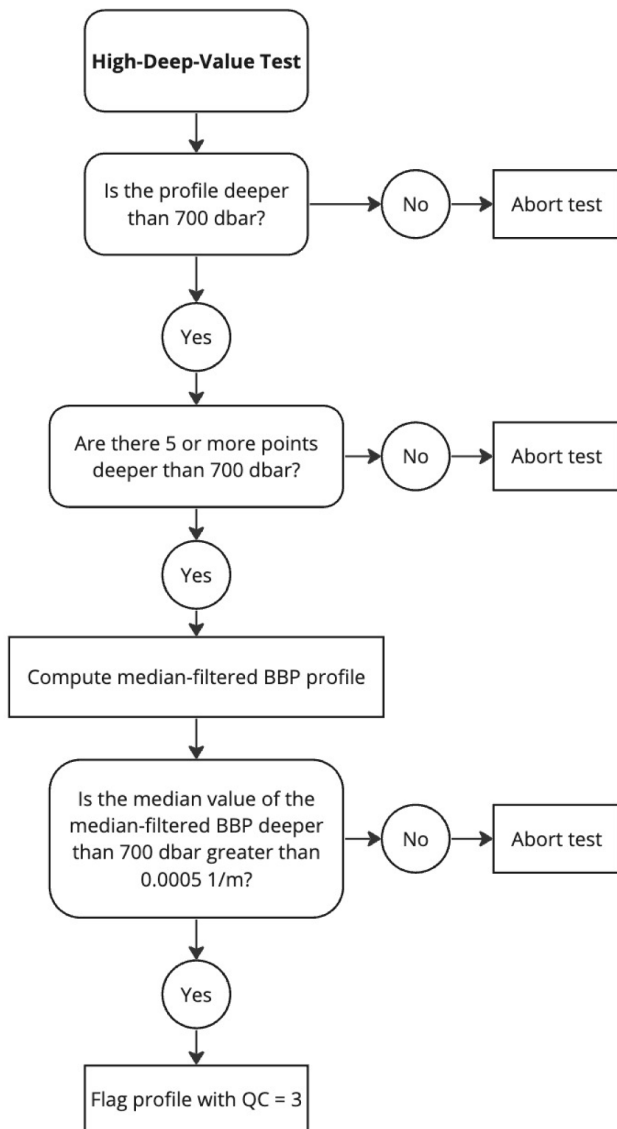 High-Deep-Value Test
Is the profile deeper
than 700 dbar?
No
Abort test
Yes
Are there 5 or more points
deeper than 700 dbar?
No
Abort test
Yes
Compute median-filtered BBP profile
Is the median value of the
median-filtered BBP deeper
than 700 dbar greater than
0.0005 1/m?
No
Abort test
Yes
Flag profile with QC = 3